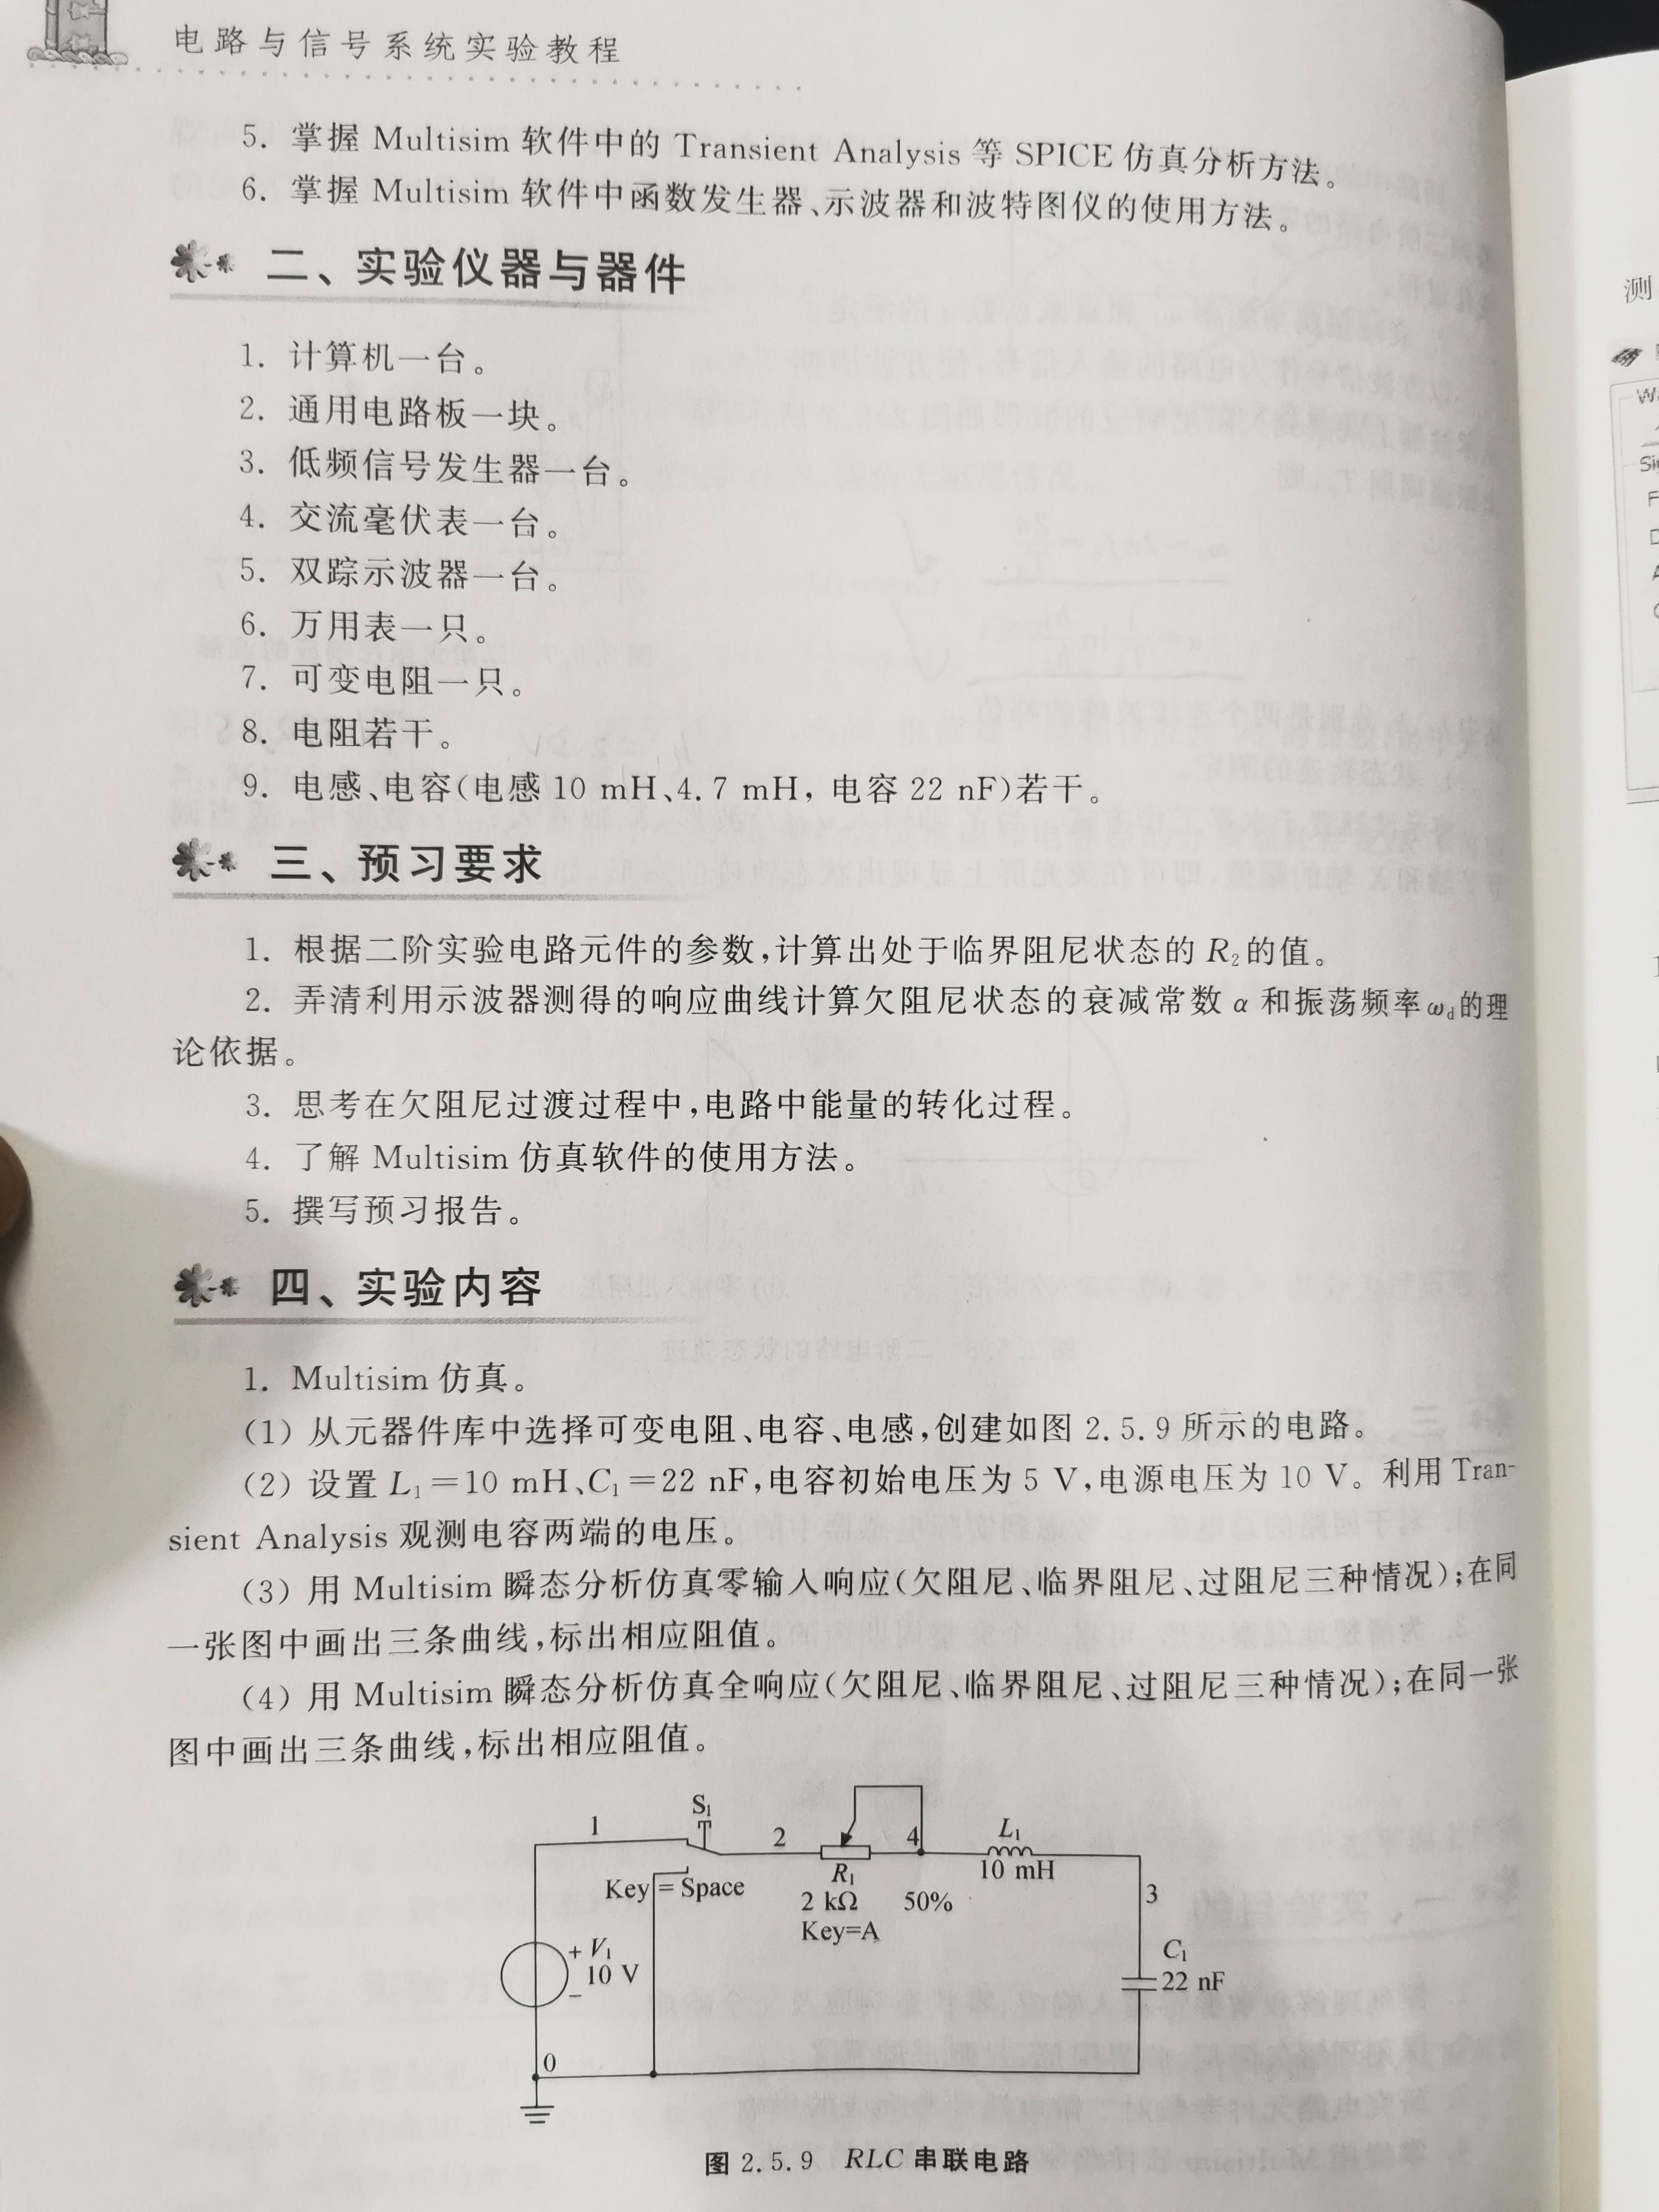 电路与信号系统实验教程
5. 掌握 Multisim 软件中的 Transient Analysis 等 SPICE 仿真分析方法。
6. 掌握 Multisim 软件中函数发生器、示波器和波特图仪的使用方法。
二、实验仪器与器件
1. 计算机一台。
2. 通用电路板一块。
3. 低频信号发生器一台。
4. 交流毫伏表一台。
5. 双踪示波器一台。
6. 万用表一只。
7. 可变电阻一只。
8. 电阻若干。
9. 电感、电容(电感 10 mH、4.7 mH, 电容 22 nF)若干。
三、预习要求
1. 根据二阶实验电路元件的参数,计算出处于临界阻尼状态的 R₂ 的值。
2. 弄清利用示波器测得的响应曲线计算欠阻尼状态的衰减常数 α 和振荡频率 ωd 的理
论依据。
3. 思考在欠阻尼过渡过程中,电路中能量的转化过程。
4. 了解 Multisim 仿真软件的使用方法。
5. 撰写预习报告。
四、实验内容
1. Multisim 仿真。
(1) 从元器件库中选择可变电阻、电容、电感,创建如图 2.5.9 所示的电路。
(2) 设置 L₁=10 mH、C₁=22 nF,电容初始电压为 5 V,电源电压为 10 V。利用 Tran-
sient Analysis 观测电容两端的电压。
(3) 用 Multisim 瞬态分析仿真零输入响应(欠阻尼、临界阻尼、过阻尼三种情况);在同
一张图中画出三条曲线,标出相应阻值。
(4) 用 Multisim 瞬态分析仿真全响应(欠阻尼、临界阻尼、过阻尼三种情况);在同一张
图中画出三条曲线,标出相应阻值。
S₁
1
2
4
L₁
10 mH
Key = Space
R₁
2 kΩ 50%
Key=A
3
+ V₁
10 V
−
C₁
22 nF
0
图 2.5.9 RLC 串联电路
测